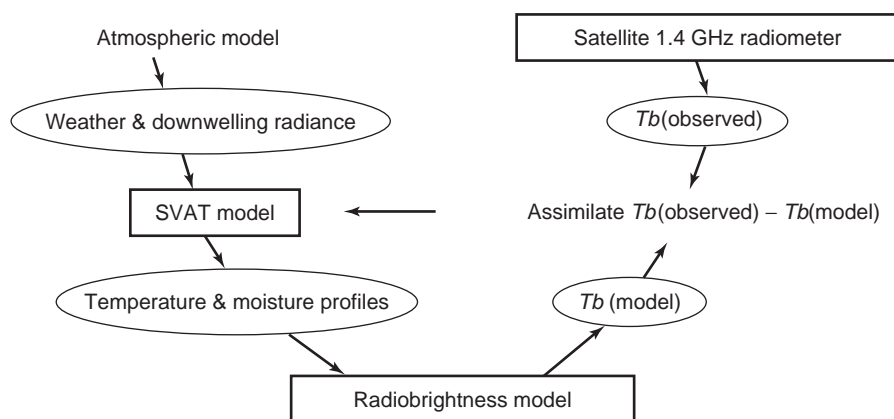 Atmospheric model
Satellite 1.4 GHz radiometer
Weather & downwelling radiance
Tb(observed)
SVAT model
Assimilate Tb(observed) – Tb(model)
Temperature & moisture profiles
Tb (model)
Radiobrightness model